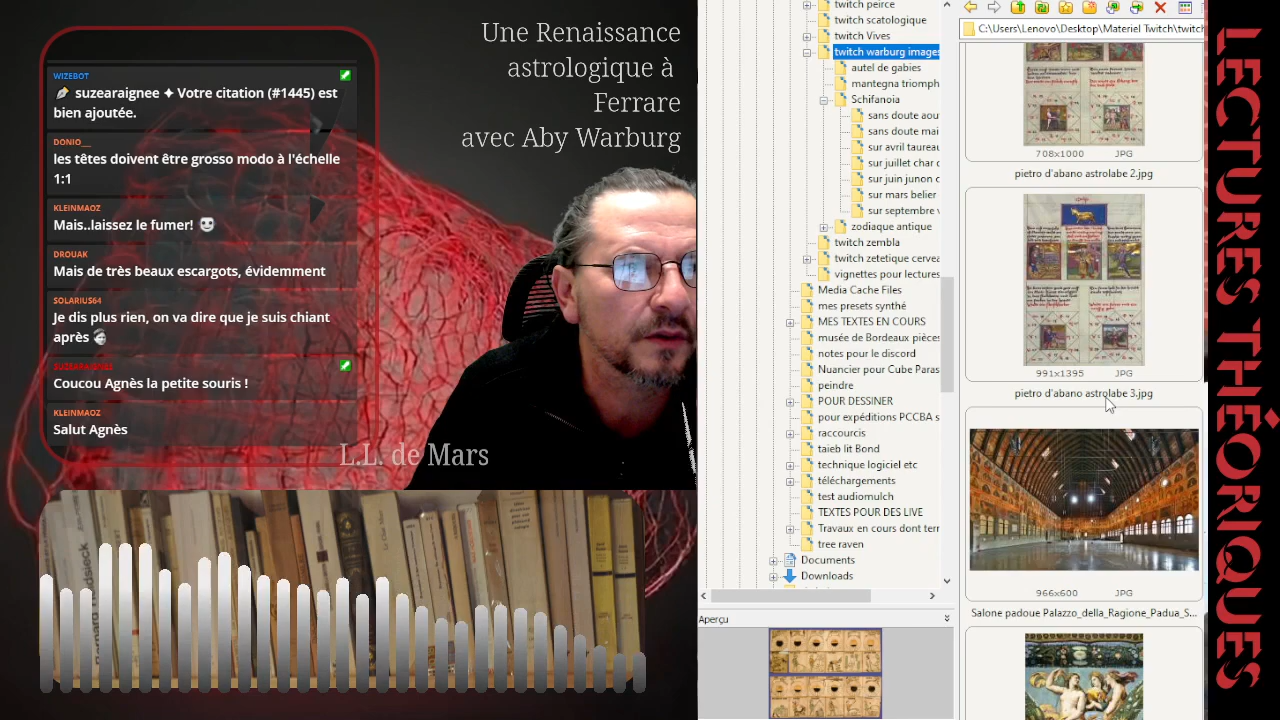 Une Renaissance
astrologique à
Ferrare
avec Aby Warburg
WIZEBOT
suzearaignee ✦ Votre citation (#1445) est
bien ajoutée.
DONIO__
les têtes doivent être grosso modo à l'échelle
1:1
KLEINMAOZ
Mais..laissez le fumer!
DROUAK
Mais de très beaux escargots, évidemment
SOLARIUS64
Je dis plus rien, on va dire que je suis chiant
après
SUZEARAIGNEE
Coucou Agnès la petite souris !
KLEINMAOZ
Salut Agnès
L.L. de Mars
twitch peirce
twitch scatologique
twitch Vives
twitch warburg images
autel de gabies
mantegna triomph
Schifanoia
sans doute aou
sans doute mai
sur avril taureau
sur juillet char c
sur juin junon c
sur mars belier
sur septembre v
zodiaque antique
twitch zembla
twitch zetetique cervea
vignettes pour lectures
Media Cache Files
mes presets synthé
MES TEXTES EN COURS
musée de Bordeaux pièces
notes pour le discord
Nuancier pour Cube Paras
peindre
POUR DESSINER
pour expéditions PCCBA s
raccourcis
taieb lit Bond
technique logiciel etc
téléchargements
test audiomulch
TEXTES POUR DES LIVE
Travaux en cours dont terr
tree raven
Documents
Downloads
Aperçu
C:\Users\Lenovo\Desktop\Materiel Twitch\twitch
708x1000 JPG
pietro d'abano astrolabe 2.jpg
991x1395 JPG
pietro d'abano astrolabe 3.jpg
966x600 JPG
Salone padoue Palazzo_della_Ragione_Padua_S...
LECTURES THÉORIQUES